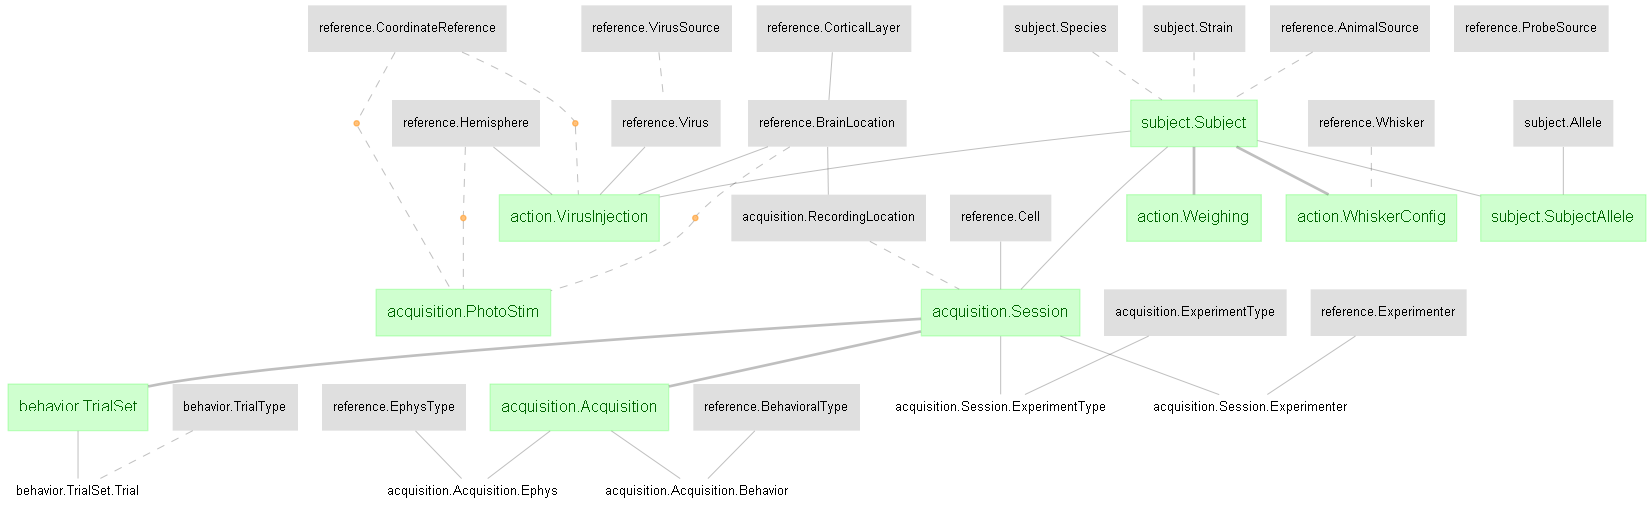 reference.CoordinateReference
reference.VirusSource
reference.CorticalLayer
subject.Species
subject.Strain
reference.AnimalSource
reference.ProbeSource
reference.Hemisphere
reference.Virus
reference.BrainLocation
subject.Subject
reference.Whisker
subject.Allele
action.VirusInjection
acquisition.RecordingLocation
reference.Cell
action.Weighing
action.WhiskerConfig
subject.SubjectAllele
acquisition.PhotoStim
acquisition.Session
acquisition.ExperimentType
reference.Experimenter
behavior.TrialSet
behavior.TrialType
reference.EphysType
acquisition.Acquisition
reference.BehavioralType
acquisition.Session.ExperimentType
acquisition.Session.Experimenter
behavior.TrialSet.Trial
acquisition.Acquisition.Ephys
acquisition.Acquisition.Behavior